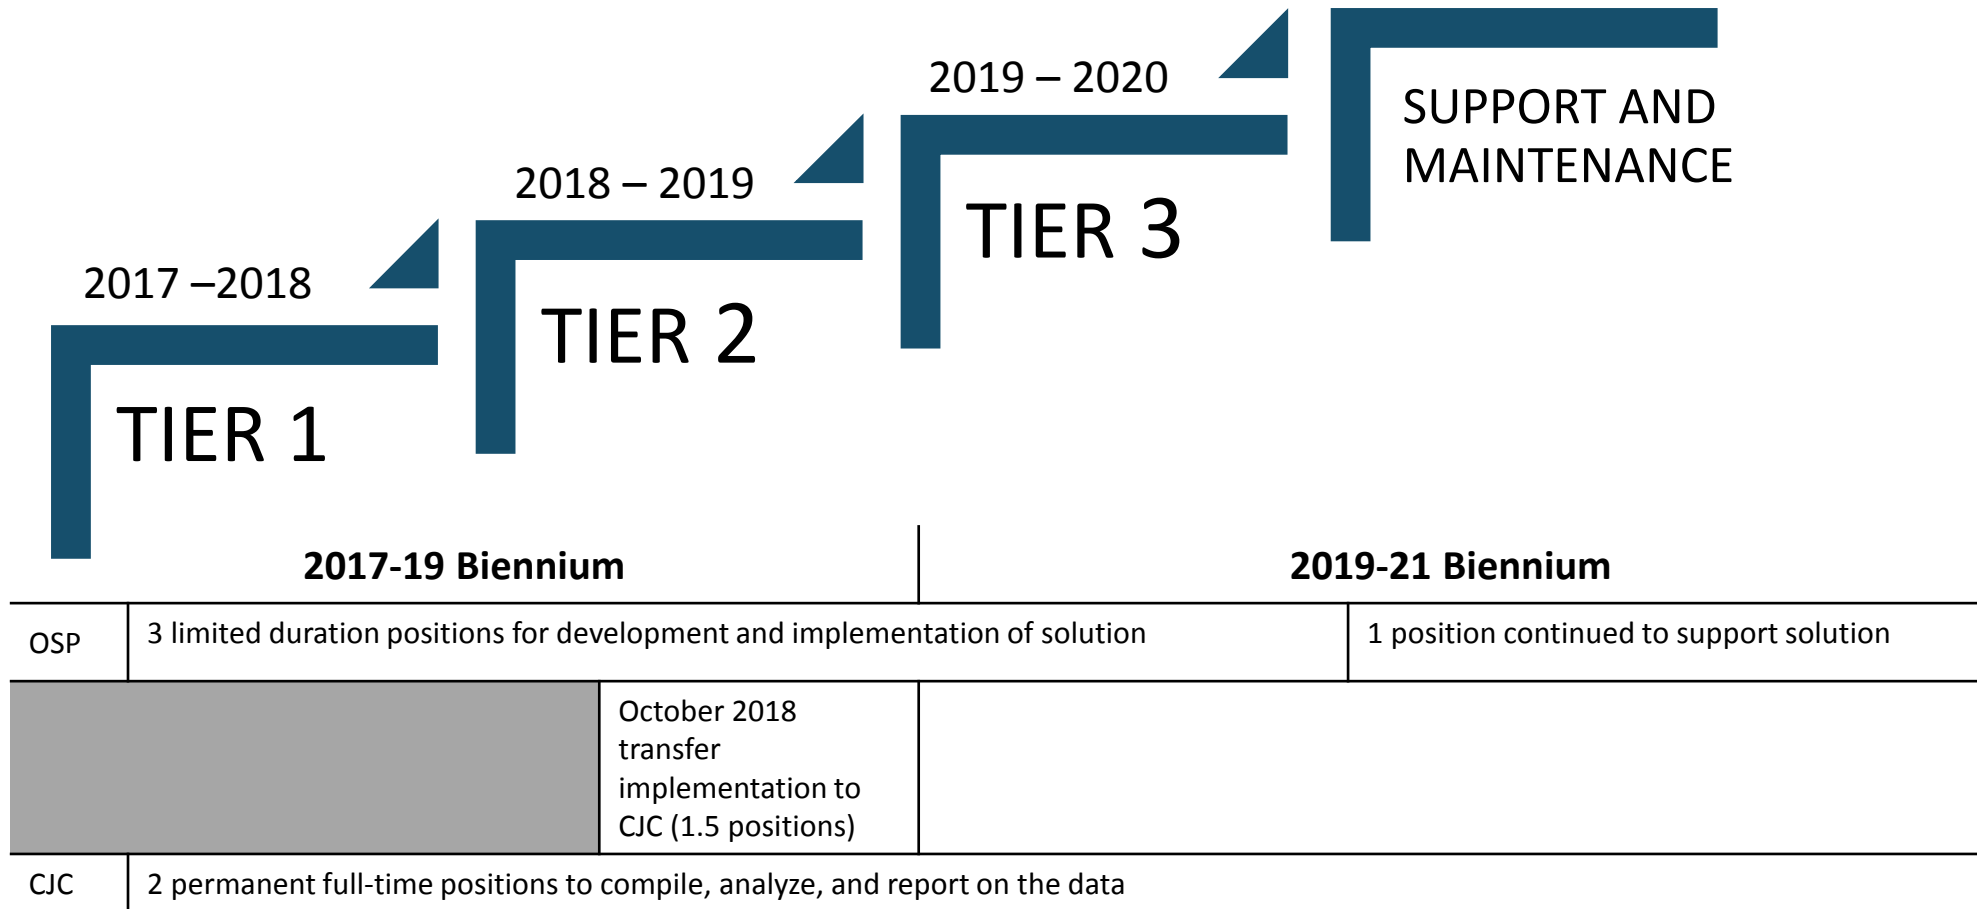 2017 –2018
TIER 1
2018 – 2019
TIER 2
2019 – 2020
TIER 3
SUPPORT AND
MAINTENANCE
2017-19 Biennium
2019-21 Biennium
OSP
3 limited duration positions for development and implementation of solution
1 position continued to support solution
October 2018
transfer
implementation to
CJC (1.5 positions)
CJC
2 permanent full-time positions to compile, analyze, and report on the data